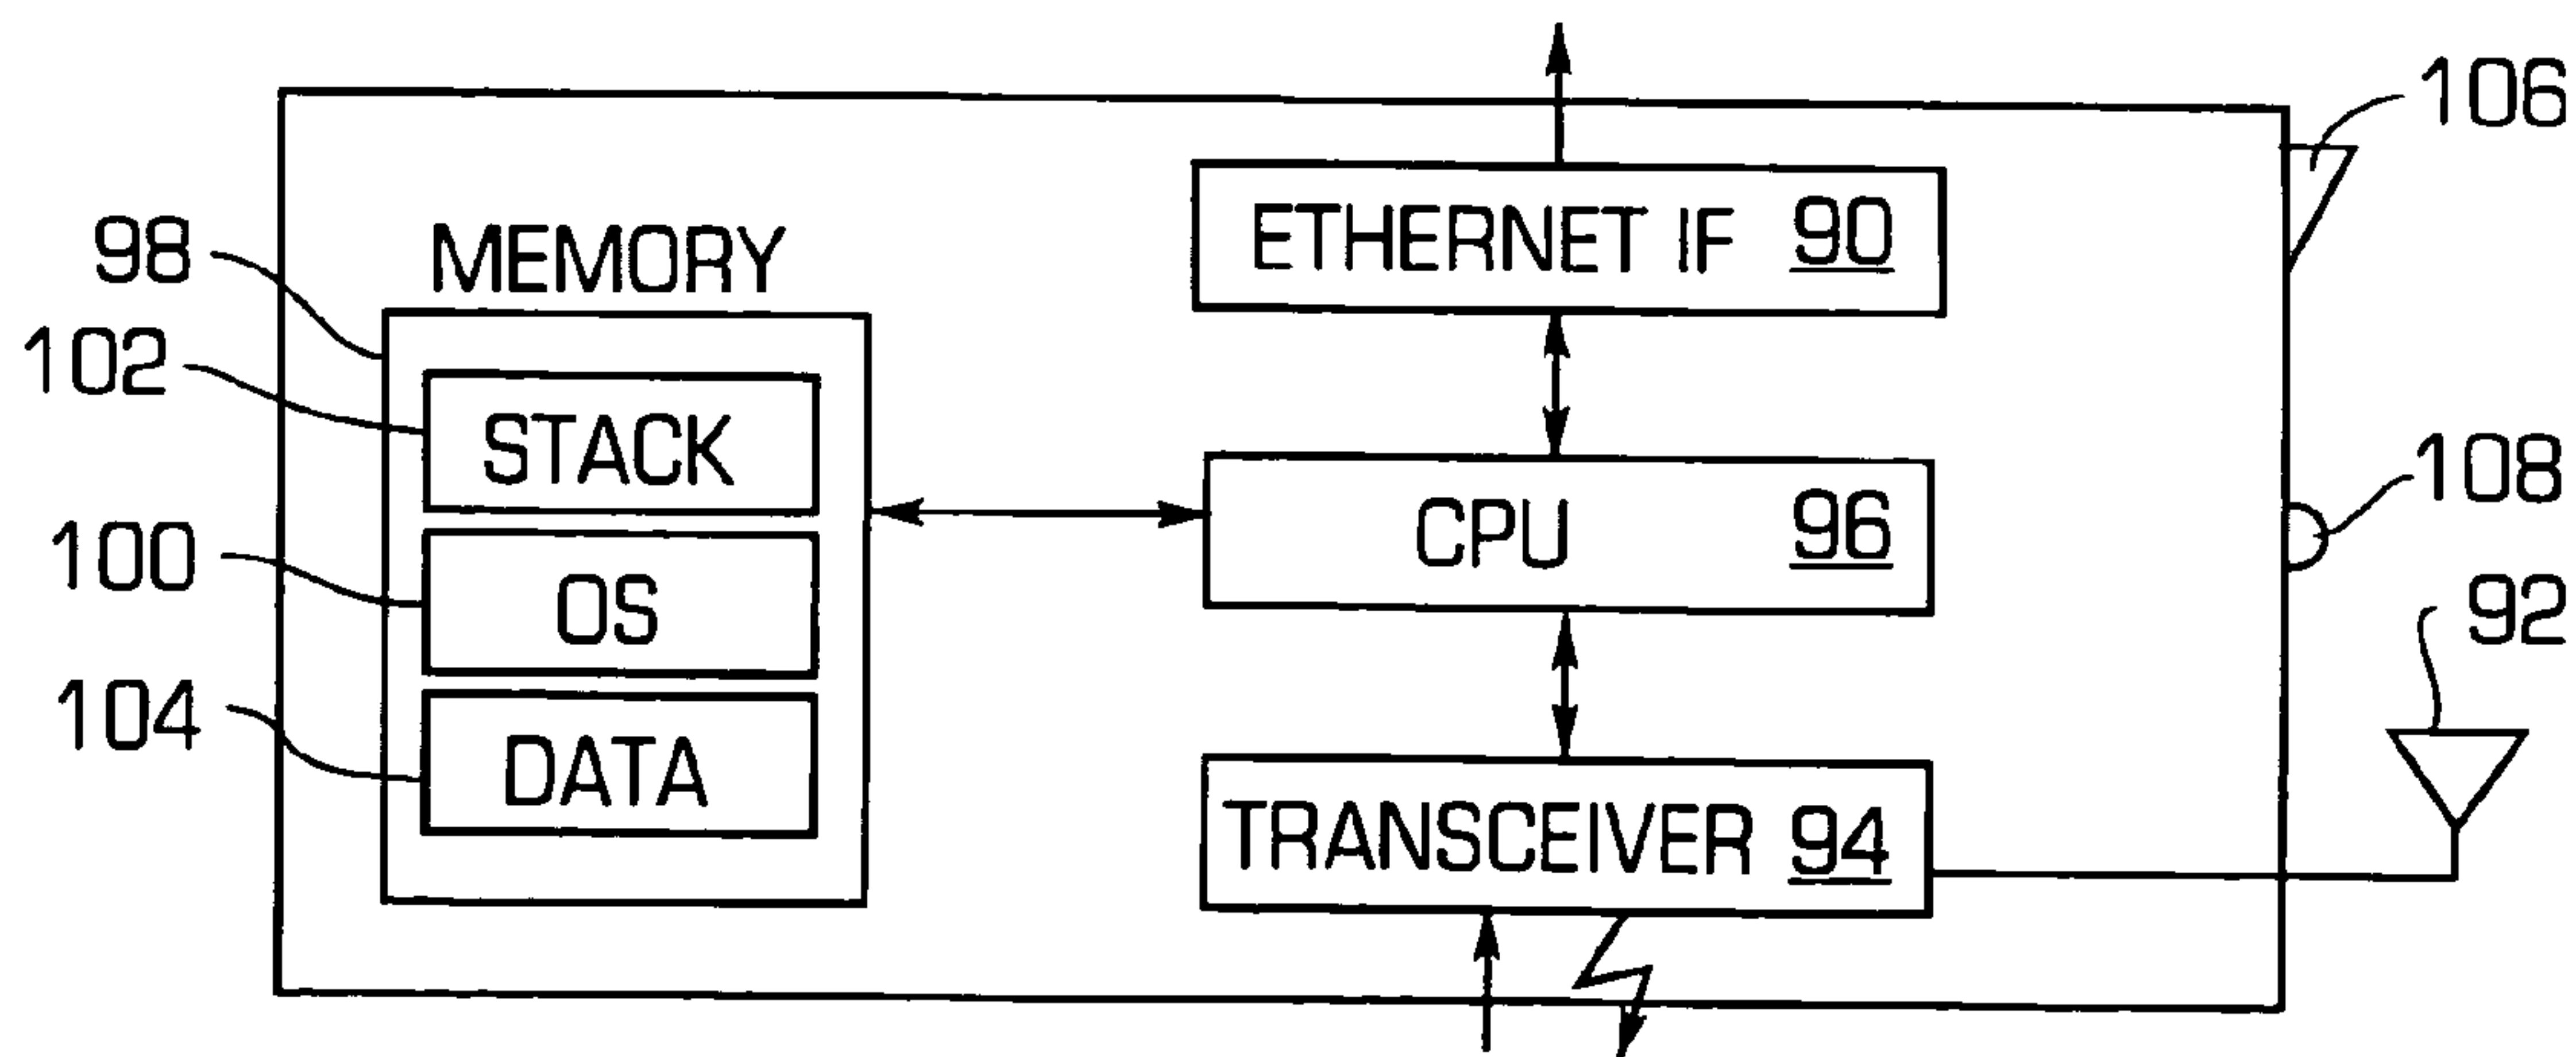 106
ETHERNET IF 90
98
MEMORY
102
STACK
108
CPU 96
100
OS
92
104
DATA
TRANSCEIVER 94